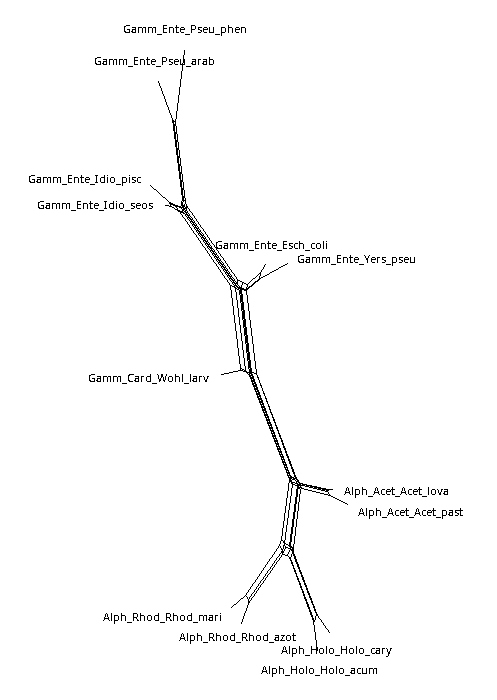 Gamm_Ente_Pseu_phen
Gamm_Ente_Pseu_arab
Gamm_Ente_Idio_pisc
Gamm_Ente_Idio_seos
Gamm_Ente_Esch_coli
Gamm_Ente_Yers_pseu
Gamm_Card_Wohl_larv
Alph_Acet_Acet_lova
Alph_Acet_Acet_past
Alph_Rhod_Rhod_mari
Alph_Rhod_Rhod_azot
Alph_Holo_Holo_cary
Alph_Holo_Holo_acum